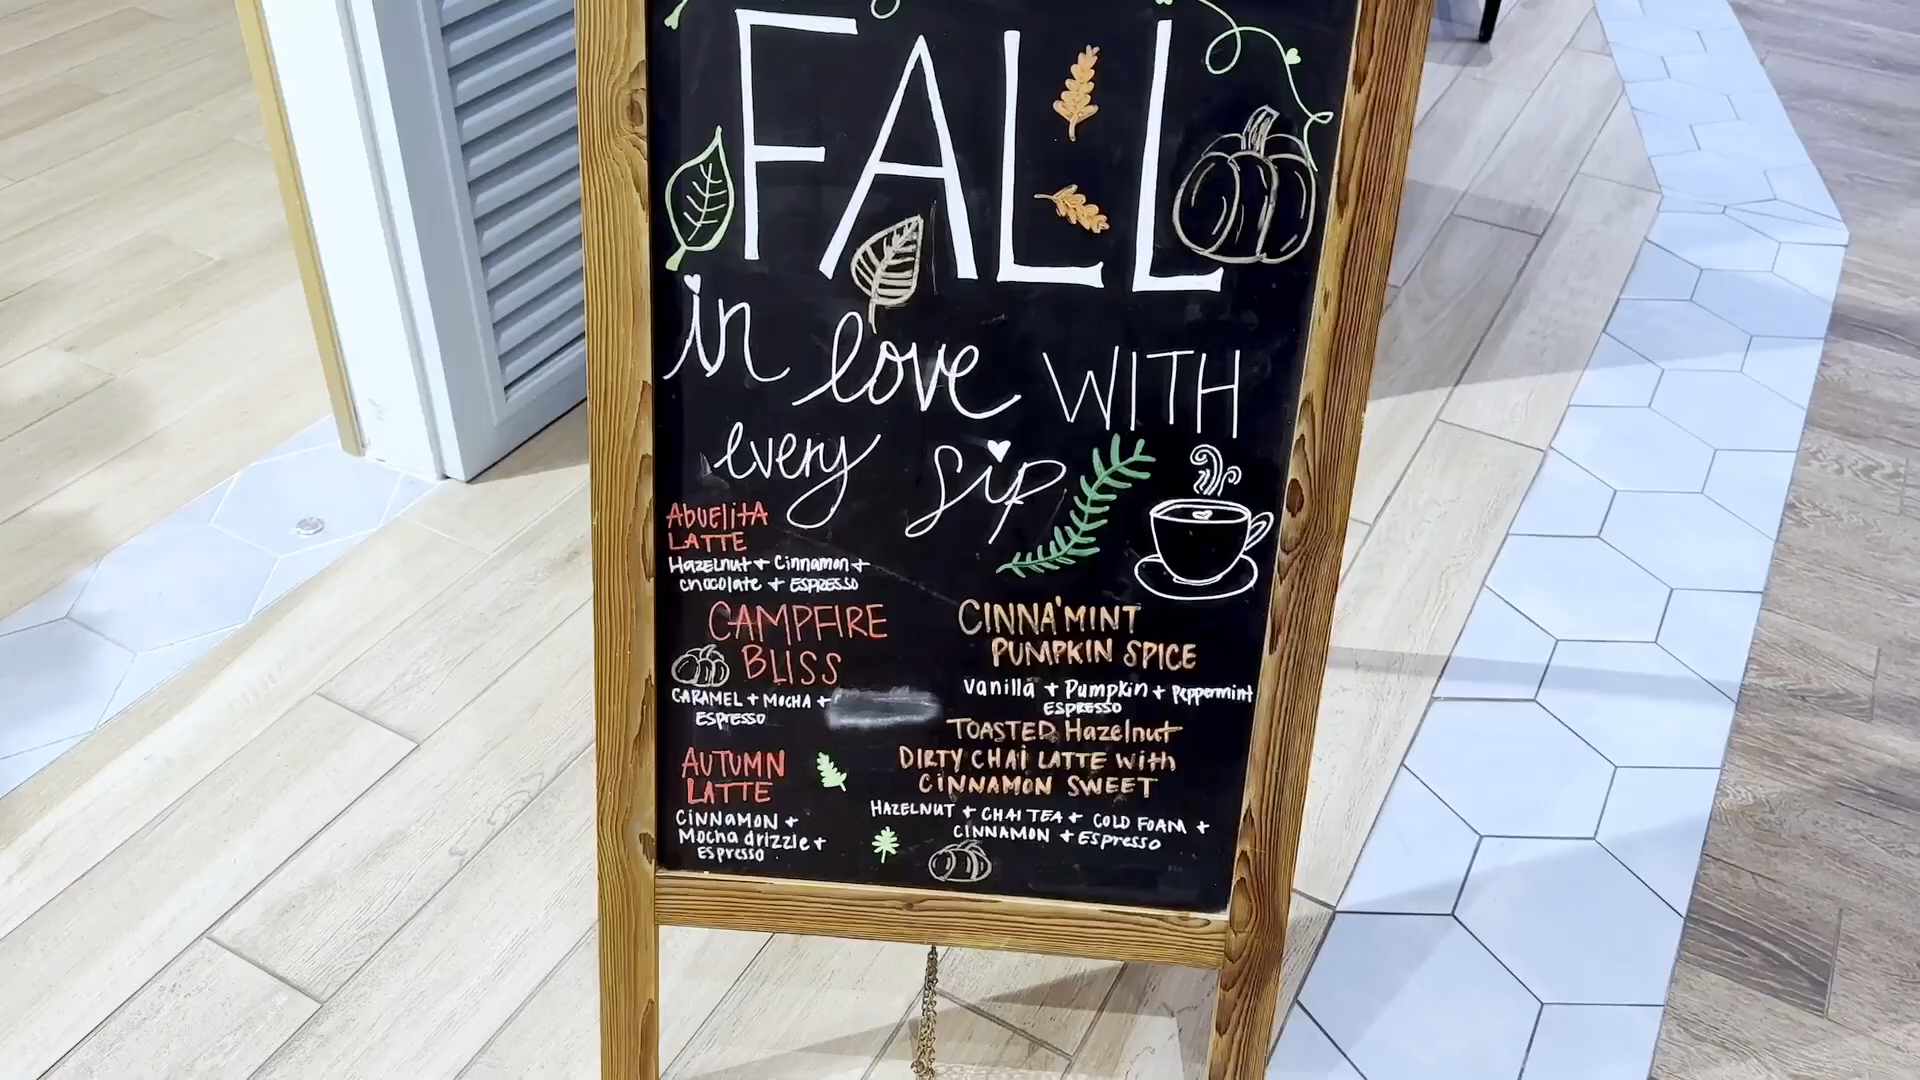 FALL
in love WITH
every sip
Abuelita
LATTE
Hazelnut + Cinnamon +
chocolate + ESPRESSO
CAMPFIRE
BLISS
CARAMEL + MOCHA +
Espresso
AUTUMN
LATTE
CINNAMON +
Mocha drizzle +
Espresso
CINNA'MINT
PUMPKIN SPICE
Vanilla + Pumpkin + Peppermint
ESPRESSO
TOASTED Hazelnut
DIRTY CHAI LATTE with
CINNAMON SWEET
HAZELNUT + CHAI TEA + COLD FOAM +
CINNAMON + Espresso